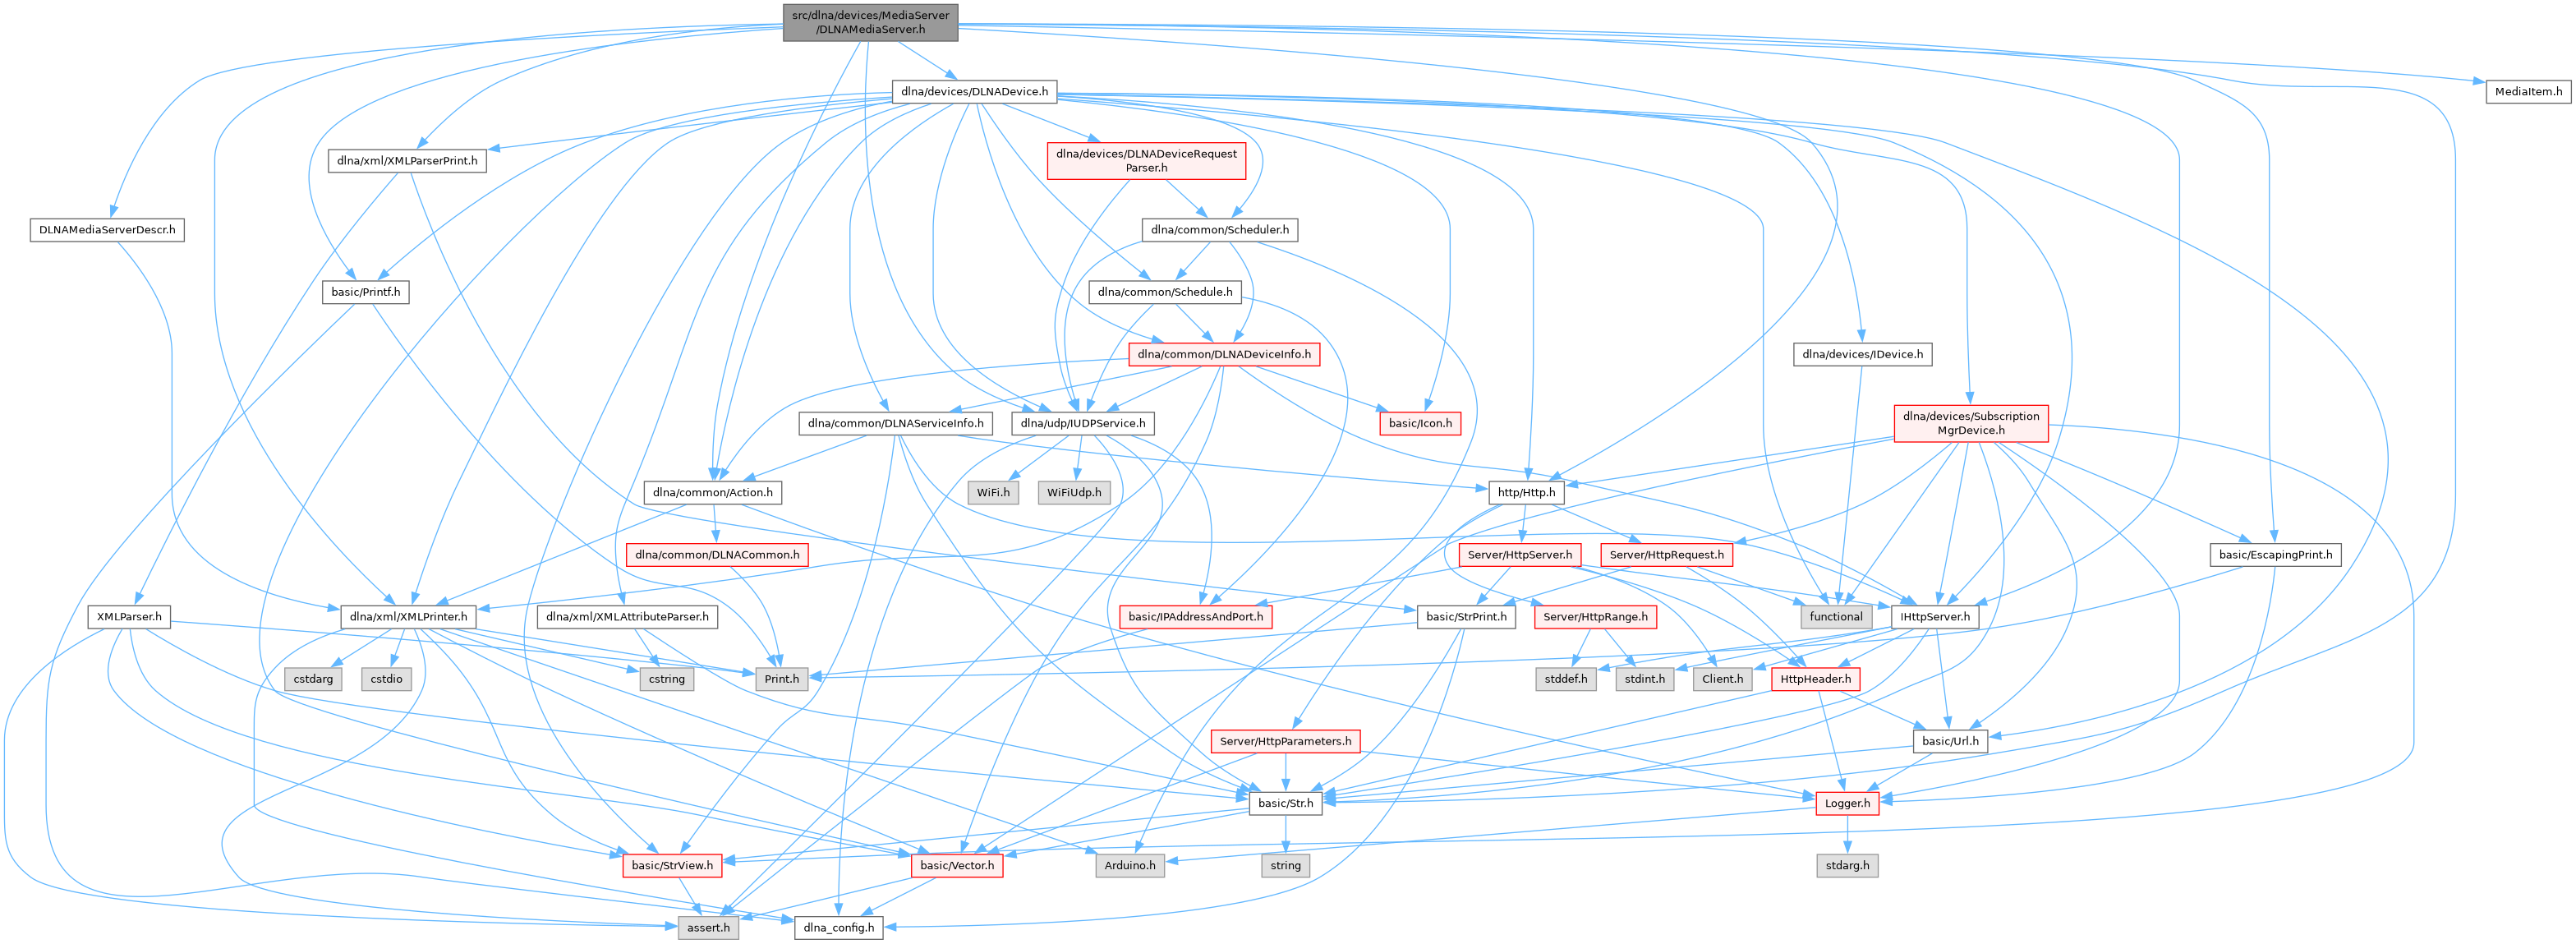 src/dlna/devices/MediaServer
/DLNAMediaServer.h
dlna/devices/DLNADevice.h
MediaItem.h
dlna/xml/XMLParserPrint.h
dlna/devices/DLNADeviceRequest
Parser.h
DLNAMediaServerDescr.h
dlna/common/Scheduler.h
basic/Printf.h
dlna/common/Schedule.h
dlna/common/DLNADeviceInfo.h
dlna/devices/IDevice.h
dlna/common/DLNAServiceInfo.h
dlna/udp/IUDPService.h
basic/Icon.h
dlna/devices/Subscription
MgrDevice.h
dlna/common/Action.h
WiFi.h
WiFiUdp.h
http/Http.h
dlna/common/DLNACommon.h
Server/HttpServer.h
Server/HttpRequest.h
basic/EscapingPrint.h
XMLParser.h
dlna/xml/XMLPrinter.h
dlna/xml/XMLAttributeParser.h
basic/IPAddressAndPort.h
basic/StrPrint.h
Server/HttpRange.h
functional
IHttpServer.h
cstdarg
cstdio
cstring
Print.h
stddef.h
stdint.h
Client.h
HttpHeader.h
Server/HttpParameters.h
basic/Url.h
basic/Str.h
Logger.h
basic/StrView.h
basic/Vector.h
Arduino.h
string
stdarg.h
assert.h
dlna_config.h